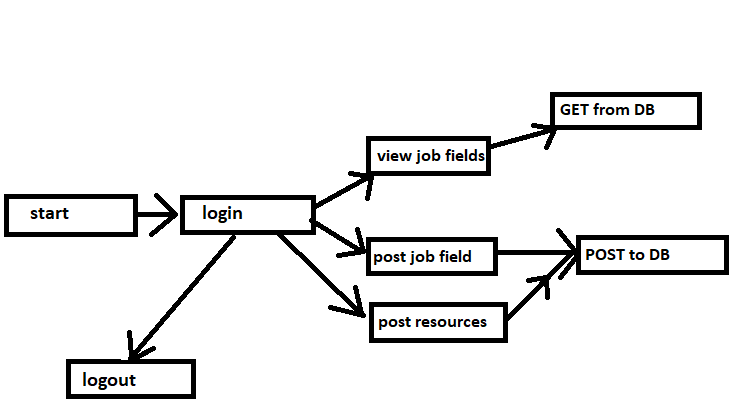 GET from DB
view job fields
start
login
post job field
POST to DB
post resources
logout